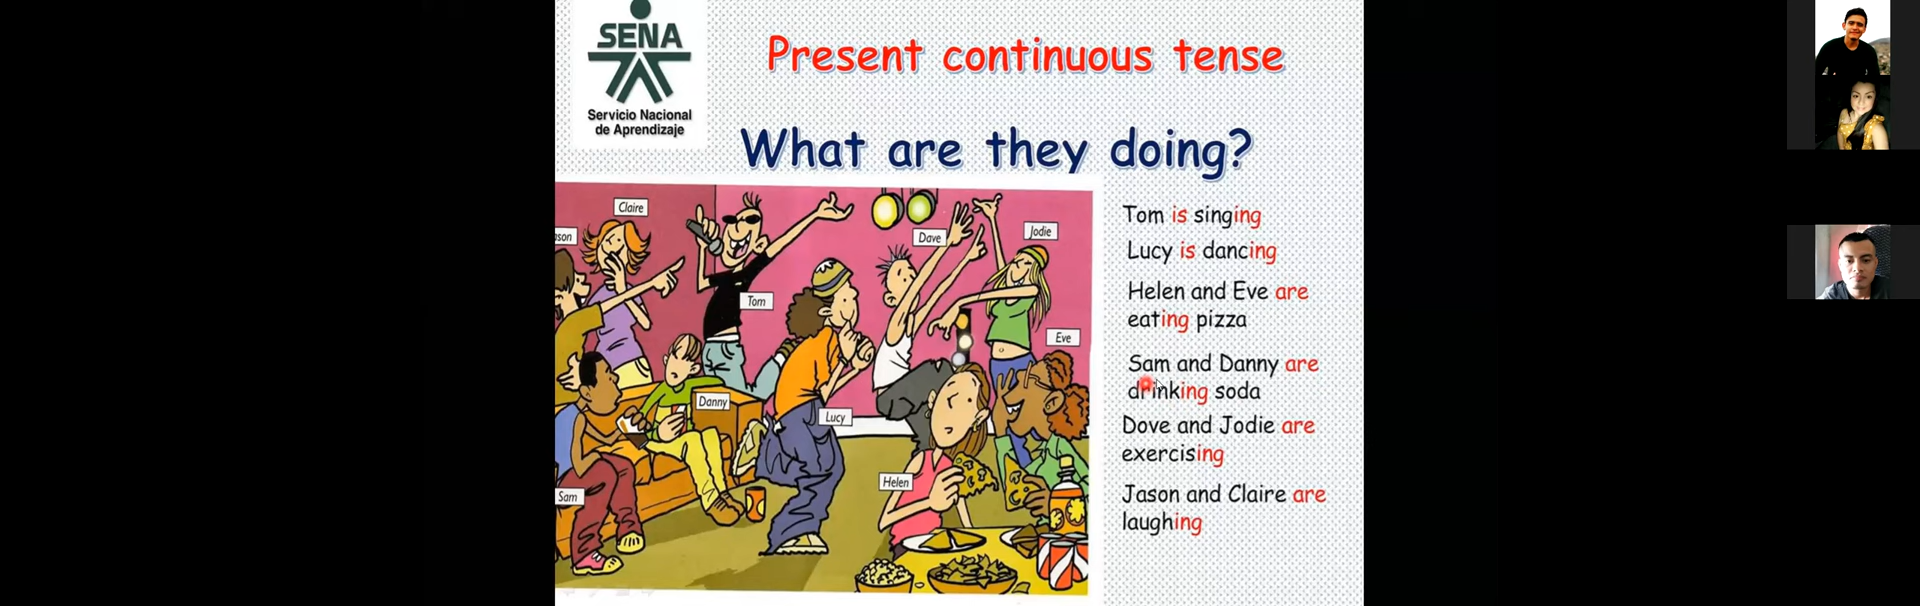 SENA
Servicio Nacional
de Aprendizaje
Present continuous tense
What are they doing?
Claire
ason
Tom
Dave
Jodie
Eve
Danny
Lucy
Helen
Sam
Tom is singing
Lucy is dancing
Helen and Eve are
eating pizza
Sam and Danny are
drinking soda
Dove and Jodie are
exercising
Jason and Claire are
laughing